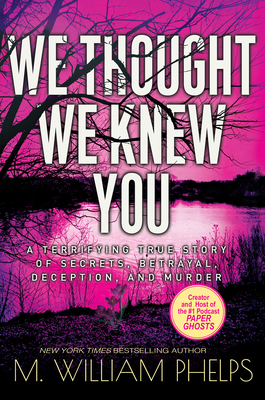 WE THOUGHT
WE KNEW
YOU
A TERRIFYING TRUE STORY
OF SECRETS, BETRAYAL,
DECEPTION, AND MURDER
Creator
and Host of
the #1 Podcast
PAPER
GHOSTS
NEW YORK TIMES BESTSELLING AUTHOR
M. WILLIAM PHELPS